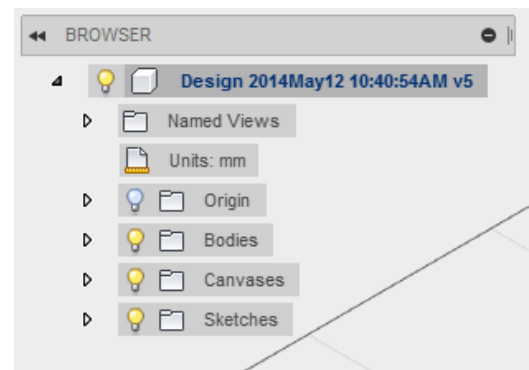 BROWSER
Design 2014May12 10:40:54AM v5
Named Views
Units: mm
Origin
Bodies
Canvases
Sketches